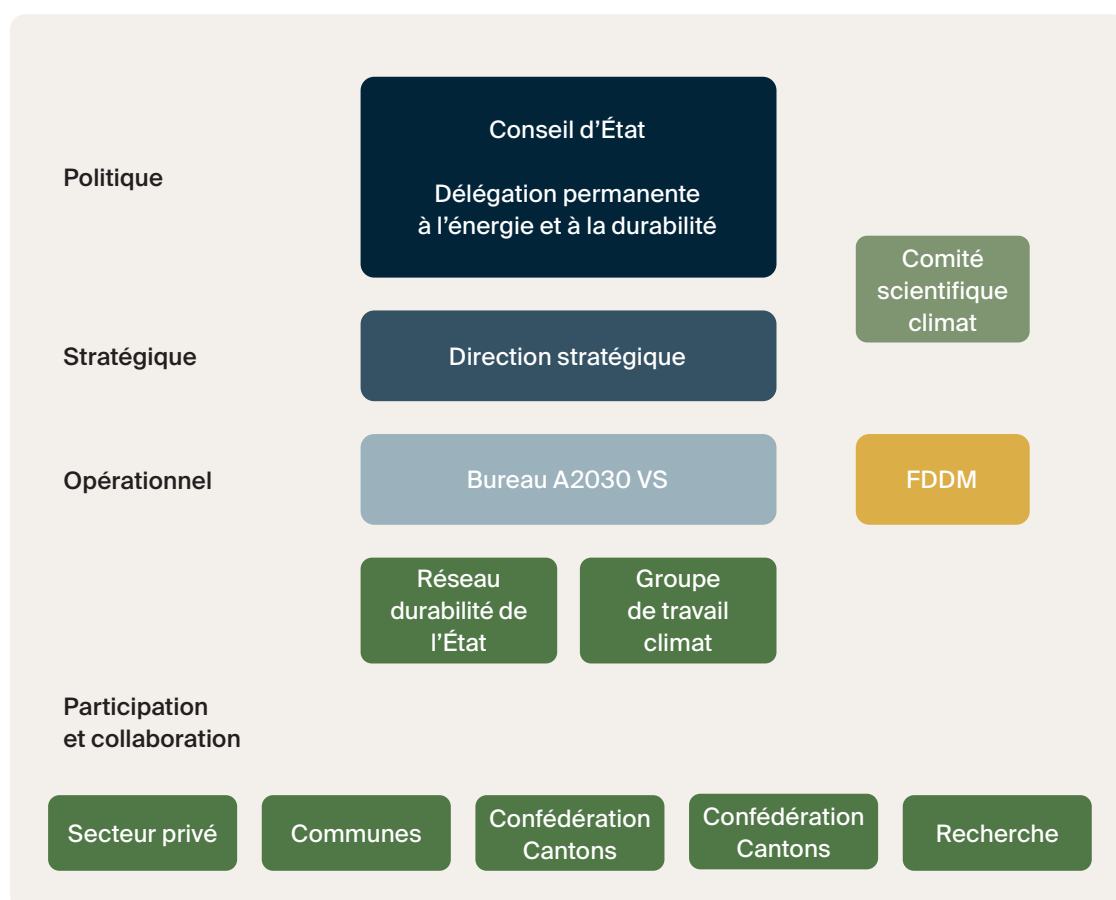 Politique
Conseil d’État
Délégation permanente
à l’énergie et à la durabilité
Comité
scientifique
climat
Stratégique
Direction stratégique
Opérationnel
Bureau A2030 VS
FDDM
Réseau
durabilité de
l’État
Groupe
de travail
climat
Participation
et collaboration
Secteur privé
Communes
Confédération
Cantons
Confédération
Cantons
Recherche